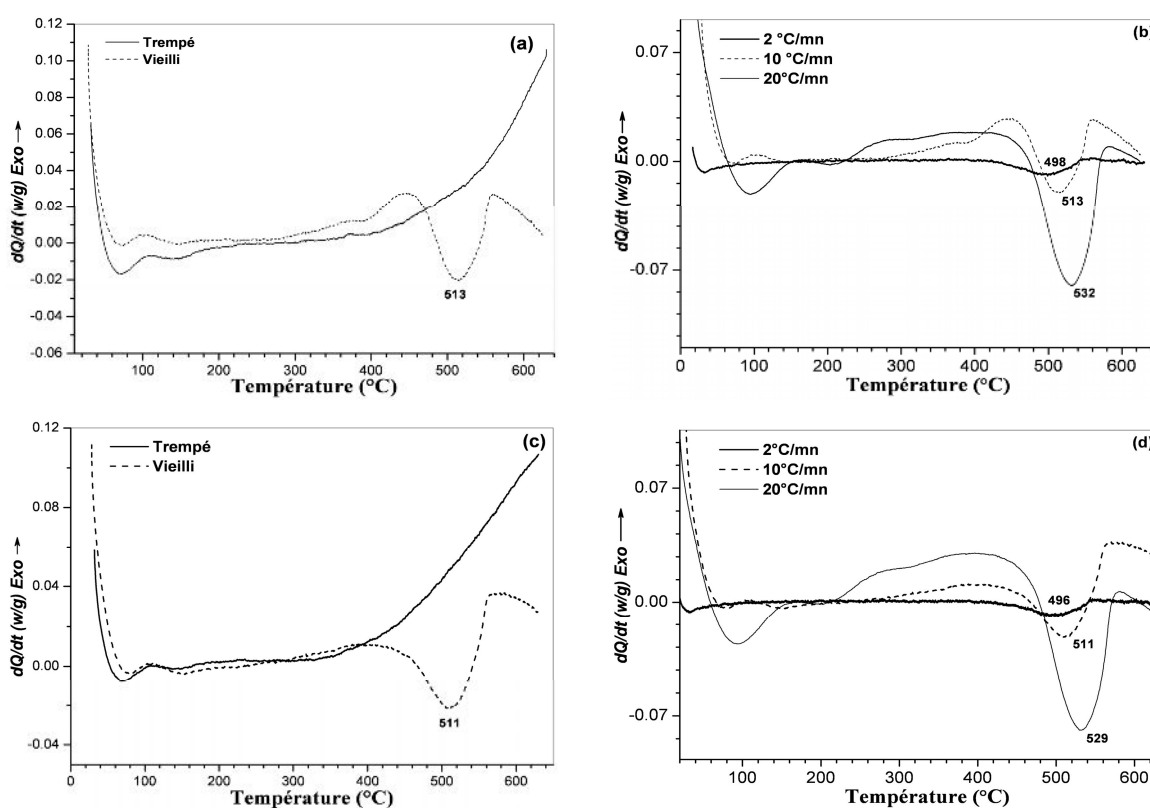 (a)
Trempé
Vieilli
0.12
0.10
0.08
0.06
0.04
0.02
0.00
-0.02
-0.04
-0.06
dQ/dt (w/g) Exo →
513
100 200 300 400 500 600
Température (°C)
(b)
2 °C/mn
10 °C/mn
20°C/mn
0.07
0.00
-0.07
dQ/dt (w/g) Exo →
498
513
532
0 100 200 300 400 500 600
Température (°C)
(c)
Trempé
Vieilli
0.12
0.08
0.04
0.00
-0.04
dQ/dt (w/g) Exo →
511
0 100 200 300 400 500 600
Température (°C)
(d)
2°C/mn
10°C/mn
20°C/mn
0.07
0.00
-0.07
dQ/dt (w/g) Exo →
496
511
529
100 200 300 400 500 600
Température (°C)